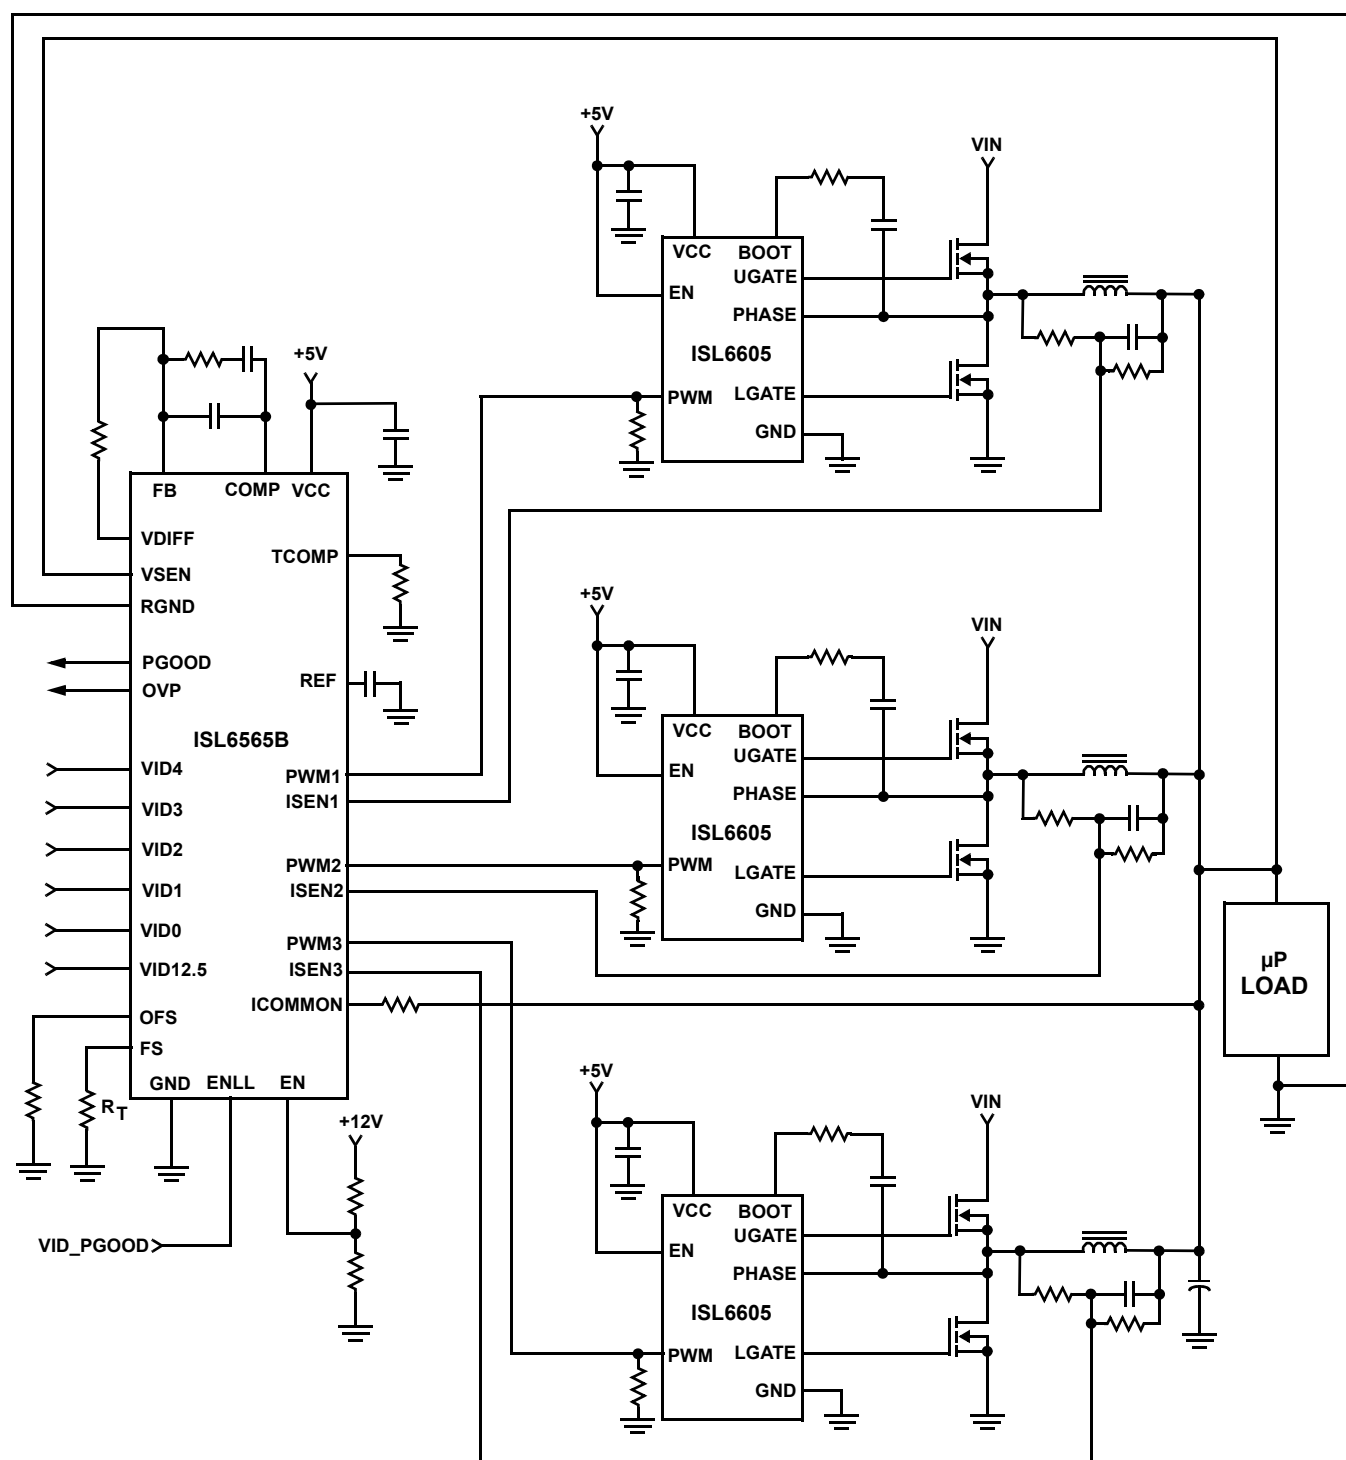 +5V
VIN
VCC
BOOT
UGATE
EN
PHASE
ISL6605
PWM
LGATE
GND
+5V
FB
COMP
VCC
VDIFF
TCOMP
VSEN
RGND
PGOOD
REF
OVP
ISL6565B
VID4
PWM1
ISEN1
VID3
VID2
PWM2
VID1
ISEN2
VID0
PWM3
VID12.5
ISEN3
ICOMMON
OFS
FS
GND
ENLL
EN
RT
+12V
VID_PGOOD
+5V
VIN
VCC
BOOT
UGATE
EN
PHASE
ISL6605
PWM
LGATE
GND
µP
LOAD
+5V
VIN
VCC
BOOT
UGATE
EN
PHASE
ISL6605
PWM
LGATE
GND